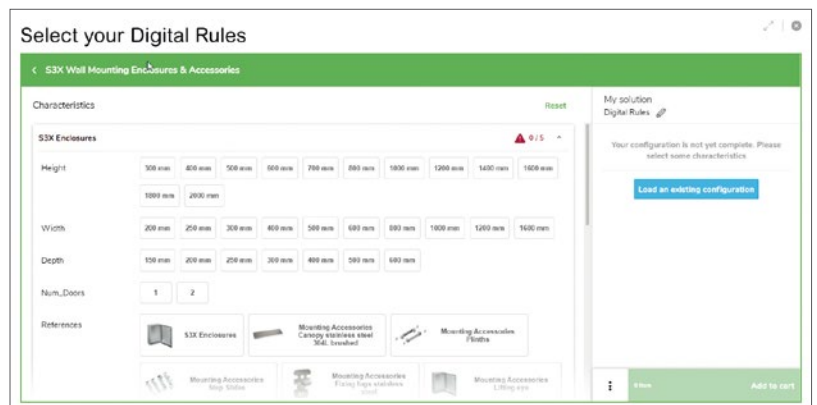 Select your Digital Rules
S3X Wall Mounting Enclosures & Accessories
Characteristics
Reset
S3X Enclosures
0/5
Height
300 mm 400 mm 500 mm 600 mm 700 mm 800 mm 1000 mm 1200 mm 1400 mm 1600 mm
1800 mm 2000 mm
Width
200 mm 250 mm 300 mm 400 mm 500 mm 600 mm 800 mm 1000 mm 1200 mm 1600 mm
Depth
150 mm 200 mm 250 mm 300 mm 400 mm 500 mm 600 mm
Num_Doors
1 2
References
S3X Enclosures
Mounting Accessories
Canopy stainless steel
304L brushed
Mounting Accessories
Plinths
Mounting Accessories
Mounting Accessories
Fixing lugs stainless
steel
Mounting Accessories
Lifting eye
My solution
Digital Rules
Your configuration is not yet complete. Please
select some characteristics
Load an existing configuration
0 Item
Add to cart